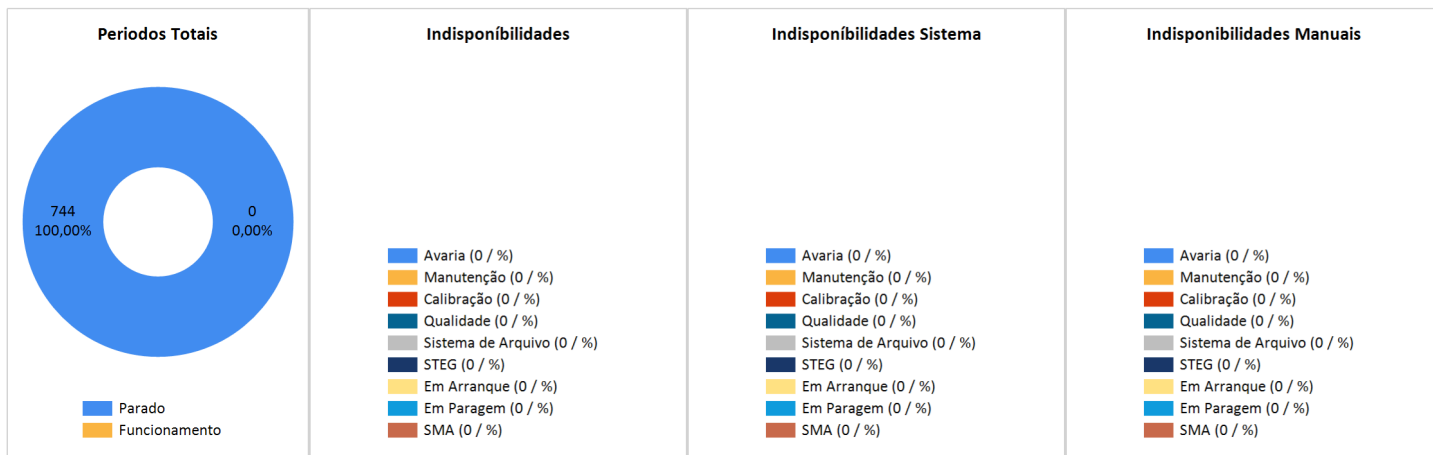 Periodos Totais
744
100,00%
0
0,00%
Parado
Funcionamento
Indisponíbilidades
Avaria (0 / %)
Manutenção (0 / %)
Calibração (0 / %)
Qualidade (0 / %)
Sistema de Arquivo (0 / %)
STEG (0 / %)
Em Arranque (0 / %)
Em Paragem (0 / %)
SMA (0 / %)
Indisponíbilidades Sistema
Avaria (0 / %)
Manutenção (0 / %)
Calibração (0 / %)
Qualidade (0 / %)
Sistema de Arquivo (0 / %)
STEG (0 / %)
Em Arranque (0 / %)
Em Paragem (0 / %)
SMA (0 / %)
Indisponibilidades Manuais
Avaria (0 / %)
Manutenção (0 / %)
Calibração (0 / %)
Qualidade (0 / %)
Sistema de Arquivo (0 / %)
STEG (0 / %)
Em Arranque (0 / %)
Em Paragem (0 / %)
SMA (0 / %)